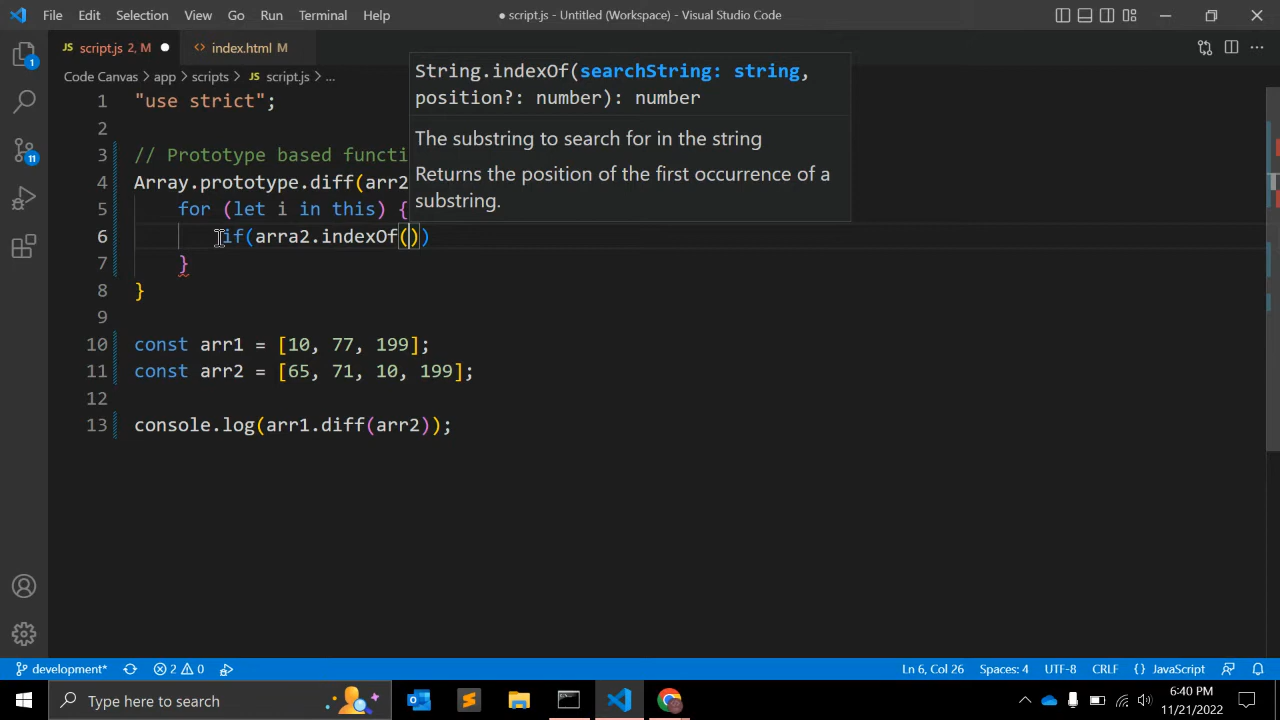 File Edit Selection View Go Run Terminal Help
● script.js - Untitled (Workspace) - Visual Studio Code
JS script.js 2, M ●
<> index.html M
Code Canvas > app > scripts > JS script.js > ...
String.indexOf(searchString: string,
position?: number): number
The substring to search for in the string
Returns the position of the first occurrence of a
substring.
1 "use strict";
2
3 // Prototype based functi
4 Array.prototype.diff(arr2
5 for (let i in this) {
6 if(arra2.indexOf())
7 }
8 }
9
10 const arr1 = [10, 77, 199];
11 const arr2 = [65, 71, 10, 199];
12
13 console.log(arr1.diff(arr2));
1
11
development*
2 0
Ln 6, Col 26 Spaces: 4 UTF-8 CRLF {} JavaScript
Type here to search
6:40 PM
11/21/2022